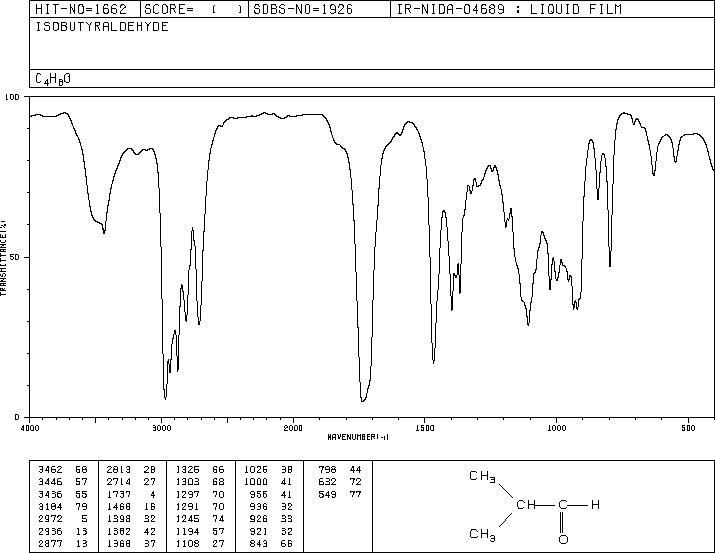 HIT-NO=1662 SCORE= ( ) SDBS-NO=1926 IR-NIDA-04689 : LIQUID FILM
ISOBUTYRALDEHYDE
C4H8O
100
50
0
TRANSMITTANCE(%)
4000 3000 2000 1500 1000 500
WAVENUMBER(-1)
3462 60 2813 28 1325 66 1025 38 798 44
3446 57 2714 27 1303 68 1000 41 632 72
3436 55 1737 4 1297 70 955 41 549 77
3184 79 1468 16 1291 70 936 32
2972 5 1398 32 1245 74 926 33
2936 13 1382 42 1194 57 921 32
2877 13 1368 37 1108 27 843 66
CH3
CH C H
CH3 O